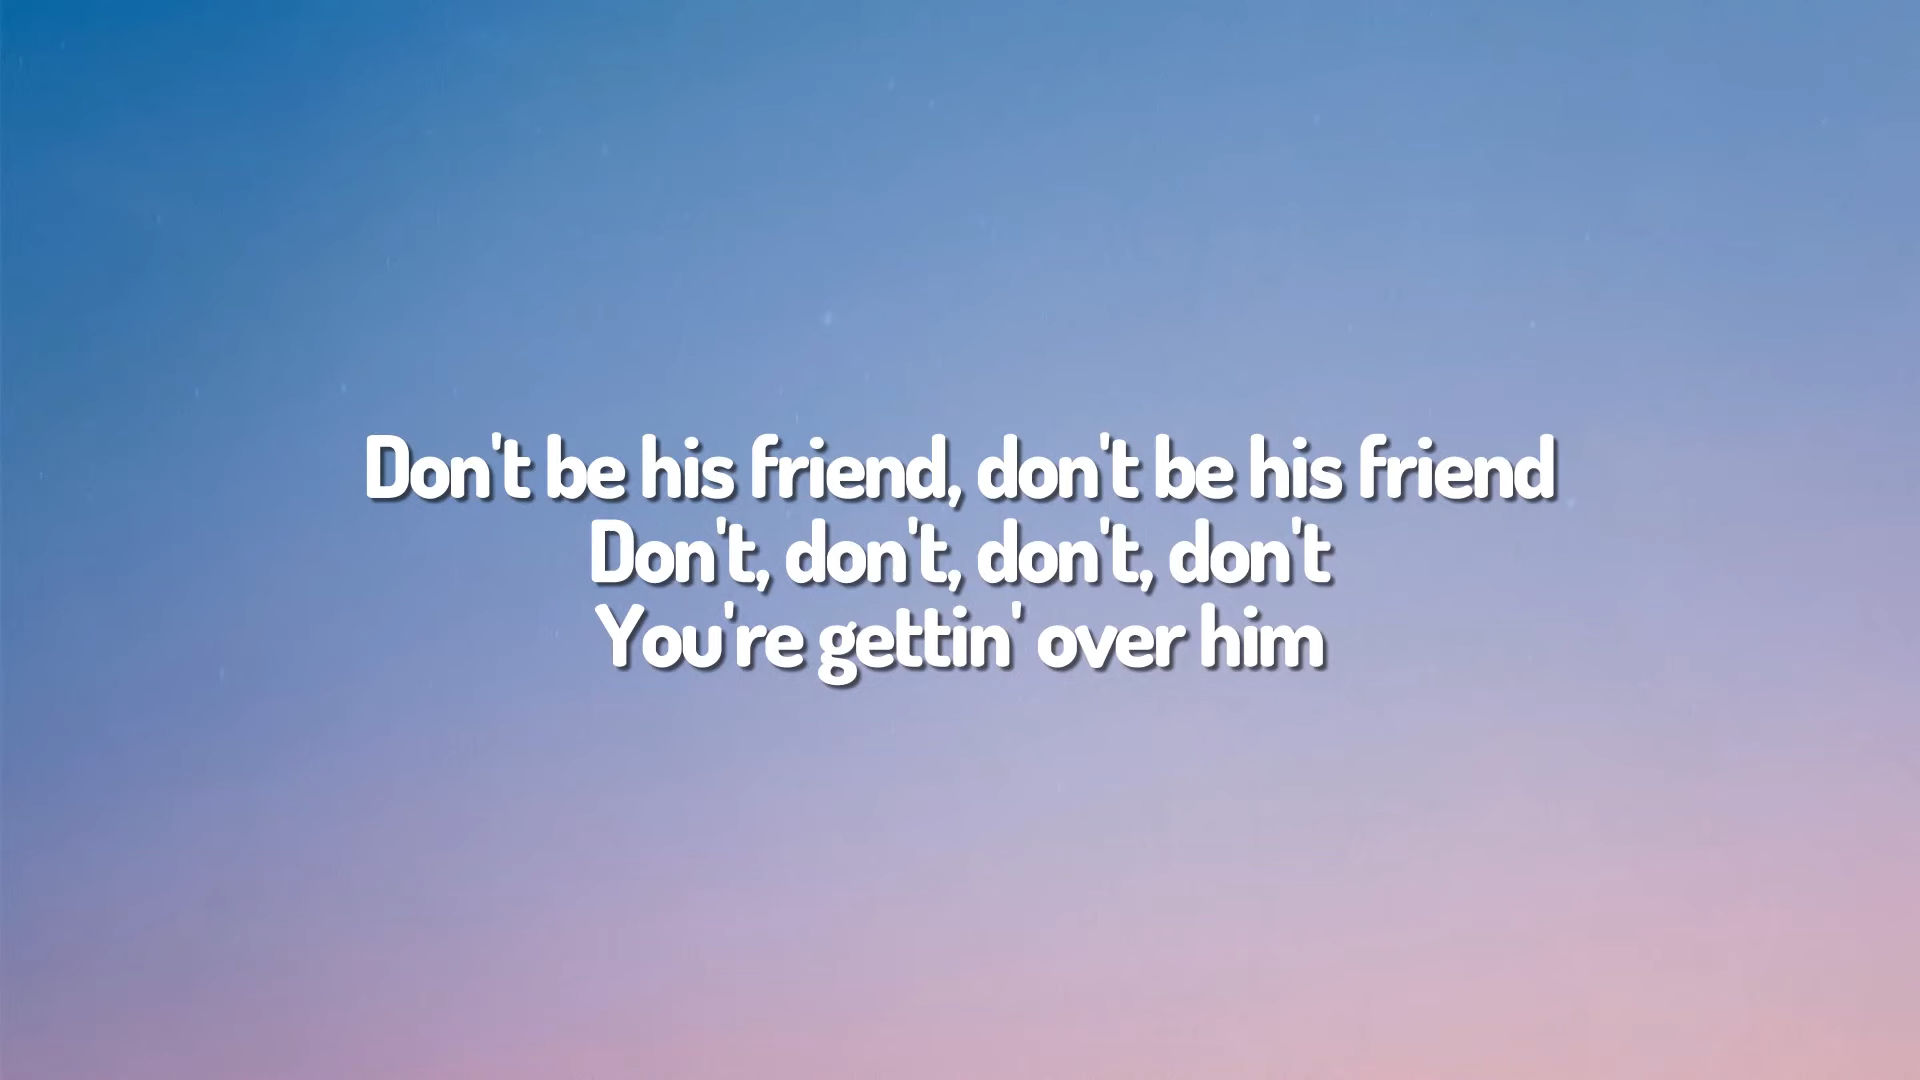 Don't be his friend, don't be his friend
Don't, don't, don't, don't
You're gettin' over him